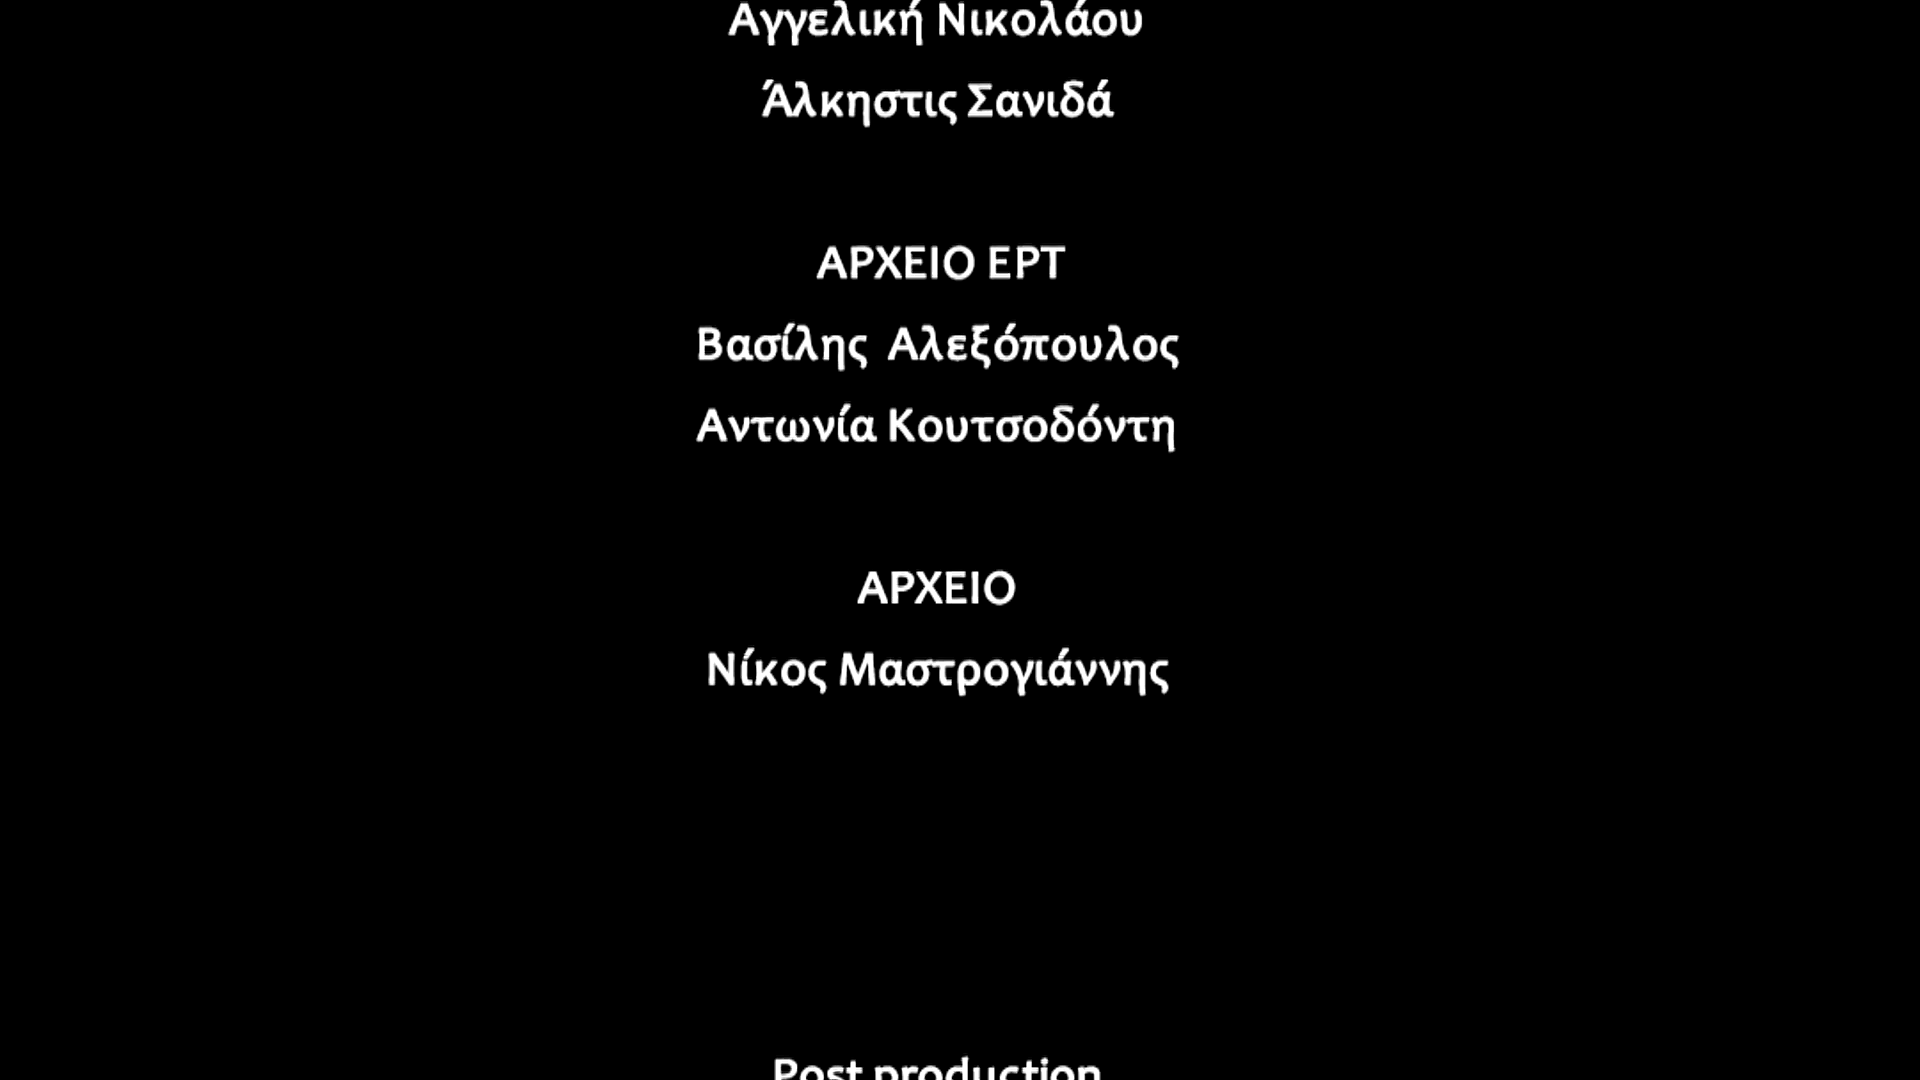 Αγγελική Νικολάου
Άλκηστις Σανιδά
ΑΡΧΕΙΟ ΕΡΤ
Βασίλης  Αλεξόπουλος
Αντωνία Κουτσοδόντη
ΑΡΧΕΙΟ
Νίκος Μαστρογιάννης
Post production